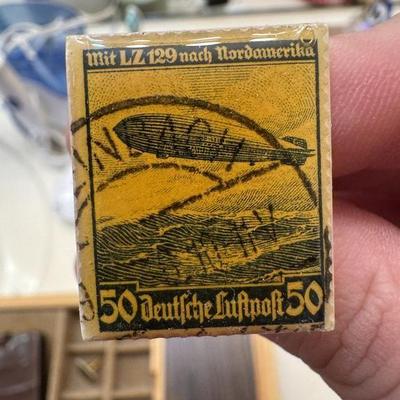 Mit LZ 129 nach Nordamerika
50 Deutsche Luftpost 50